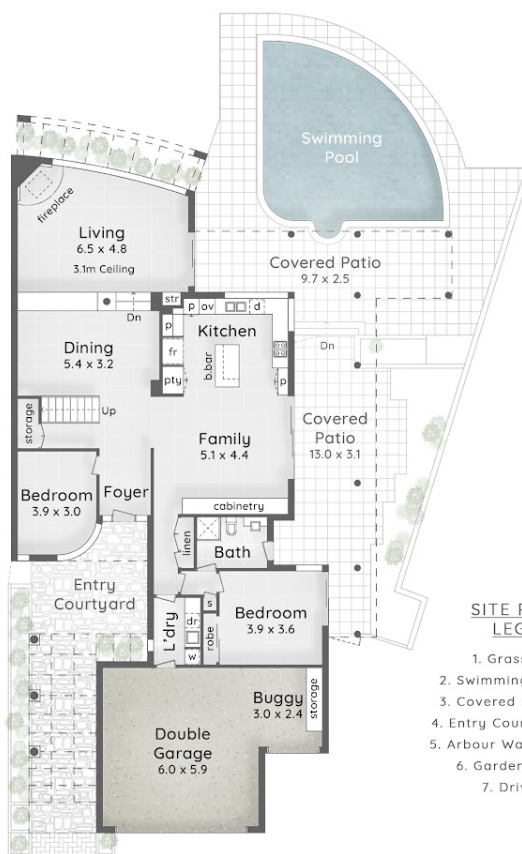 Swimming
Pool
fireplace
Living
6.5 x 4.8
3.1m Ceiling
Covered Patio
9.7 x 2.5
str
Dn
p
ov
d
Kitchen
p
fr
pty
b.bar
p
Dn
Dining
5.4 x 3.2
storage
Up
Family
5.1 x 4.4
Covered
Patio
13.0 x 3.1
Bedroom
3.9 x 3.0
Foyer
cabinetry
linen
Bath
Entry
Courtyard
s
Bedroom
3.9 x 3.6
L'dry
dr
w
robe
Buggy
3.0 x 2.4
storage
Double
Garage
6.0 x 5.9
SITE P
LEG
1. Grass
2. Swimming
3. Covered
4. Entry Cour
5. Arbour Wa
6. Garden
7. Driv